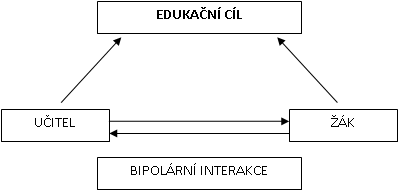 EDUKAČNÍ CÍL
UČITEL
ŽÁK
BIPOLÁRNÍ INTERAKCE